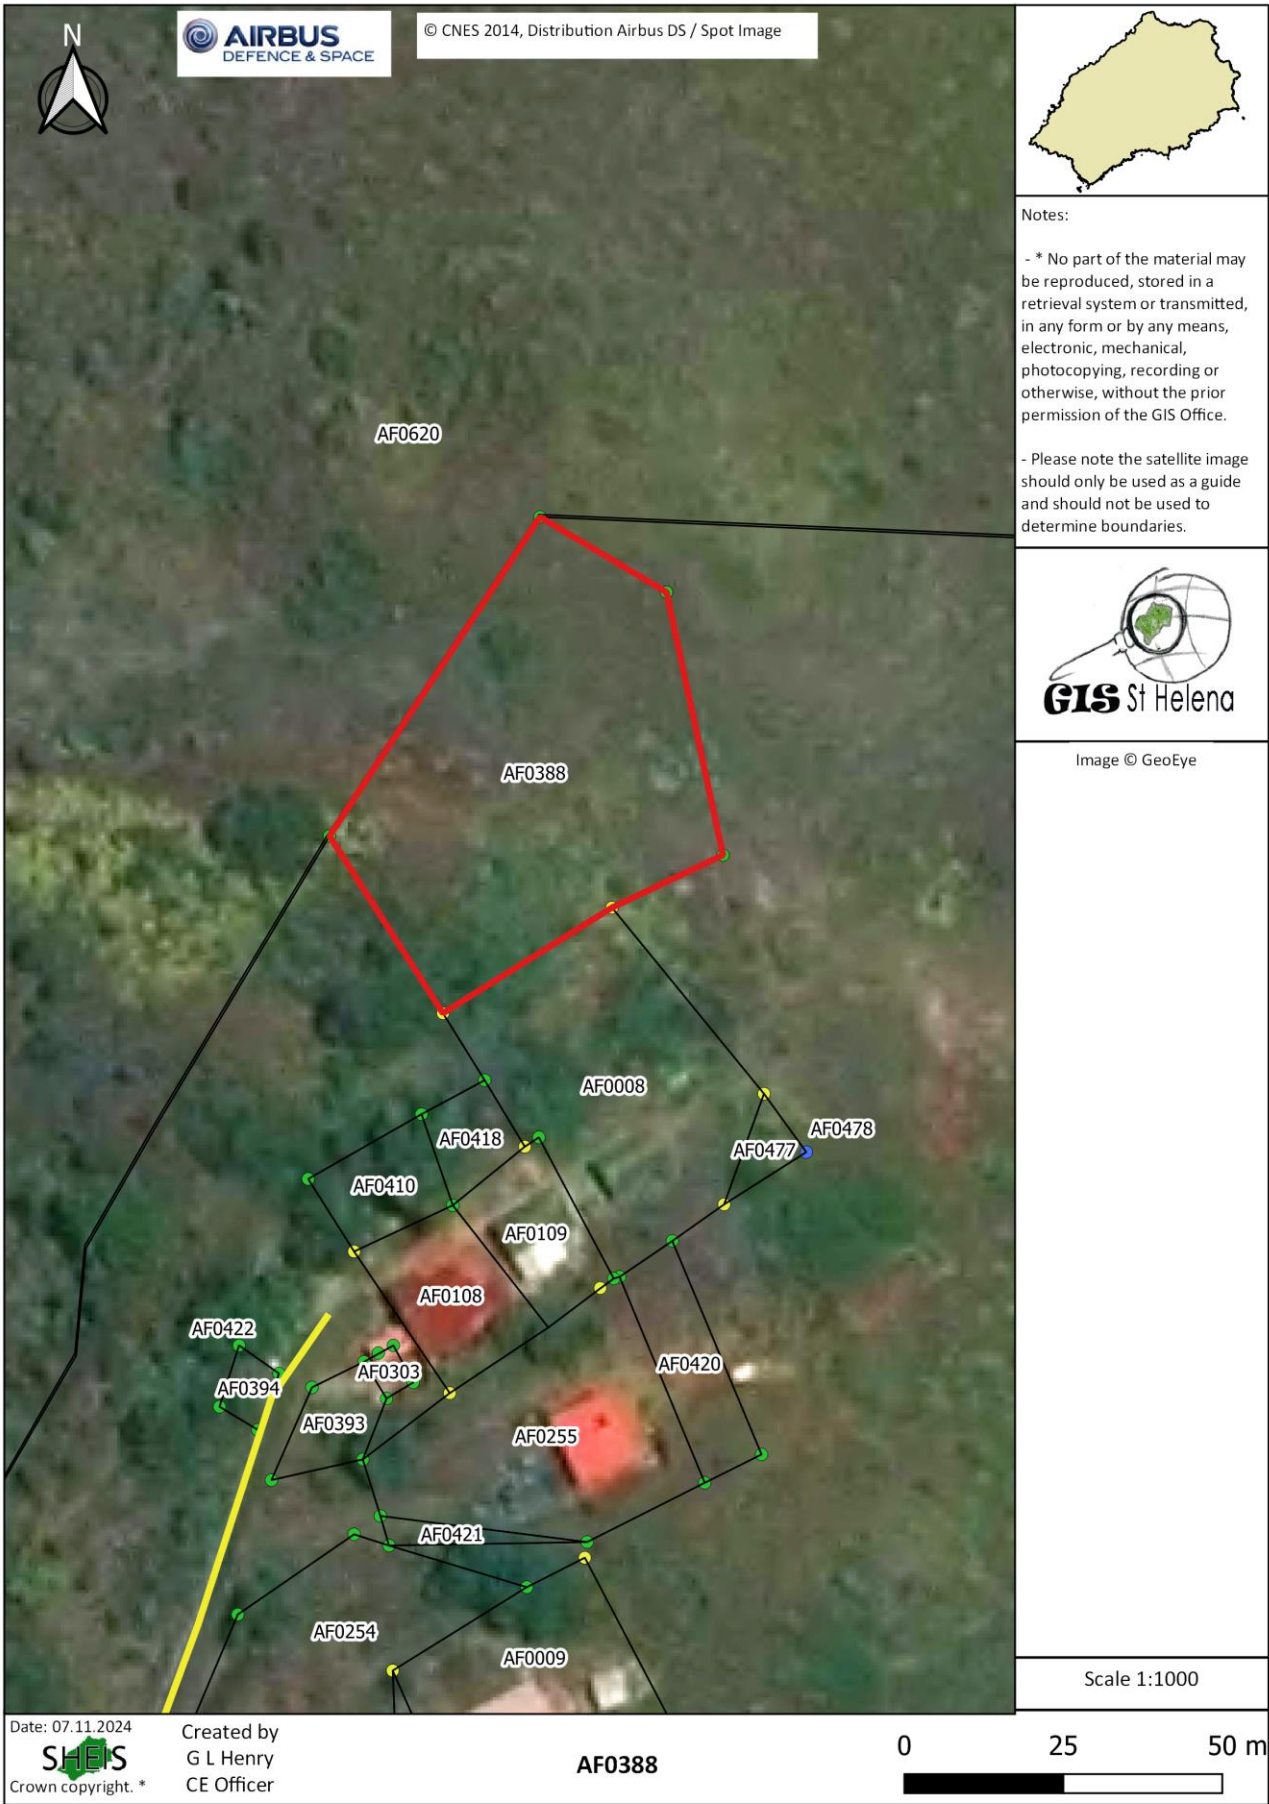 N
AIRBUS
DEFENCE & SPACE
© CNES 2014, Distribution Airbus DS / Spot Image
Notes:
- * No part of the material may
be reproduced, stored in a
retrieval system or transmitted,
in any form or by any means,
electronic, mechanical,
photocopying, recording or
otherwise, without the prior
permission of the GIS Office.
- Please note the satellite image
should only be used as a guide
and should not be used to
determine boundaries.
GIS St Helena
Image © GeoEye
AF0620
AF0388
AF0008
AF0478
AF0477
AF0418
AF0410
AF0109
AF0108
AF0422
AF0420
AF0303
AF0394
AF0393
AF0255
AF0421
AF0254
AF0009
Scale 1:1000
Date: 07.11.2024
SHEIS
Crown copyright. *
Created by
G L Henry
CE Officer
AF0388
0 25 50 m